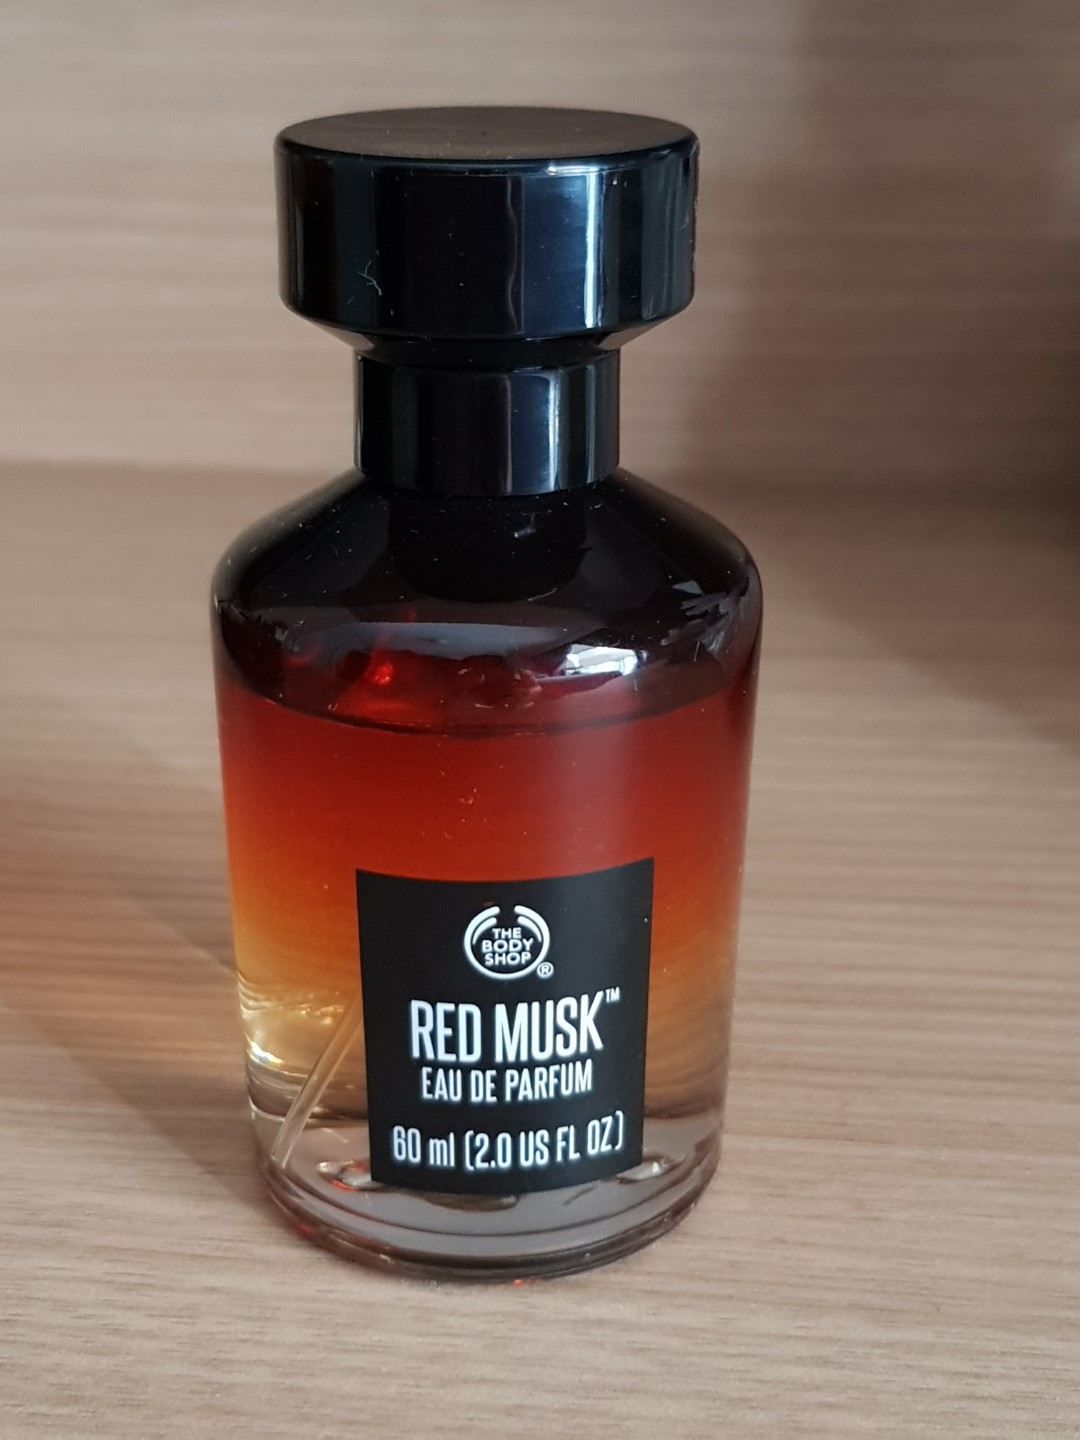 THE
BODY
SHOP®
RED MUSK™
EAU DE PARFUM
60 ml (2.0 US FL OZ)